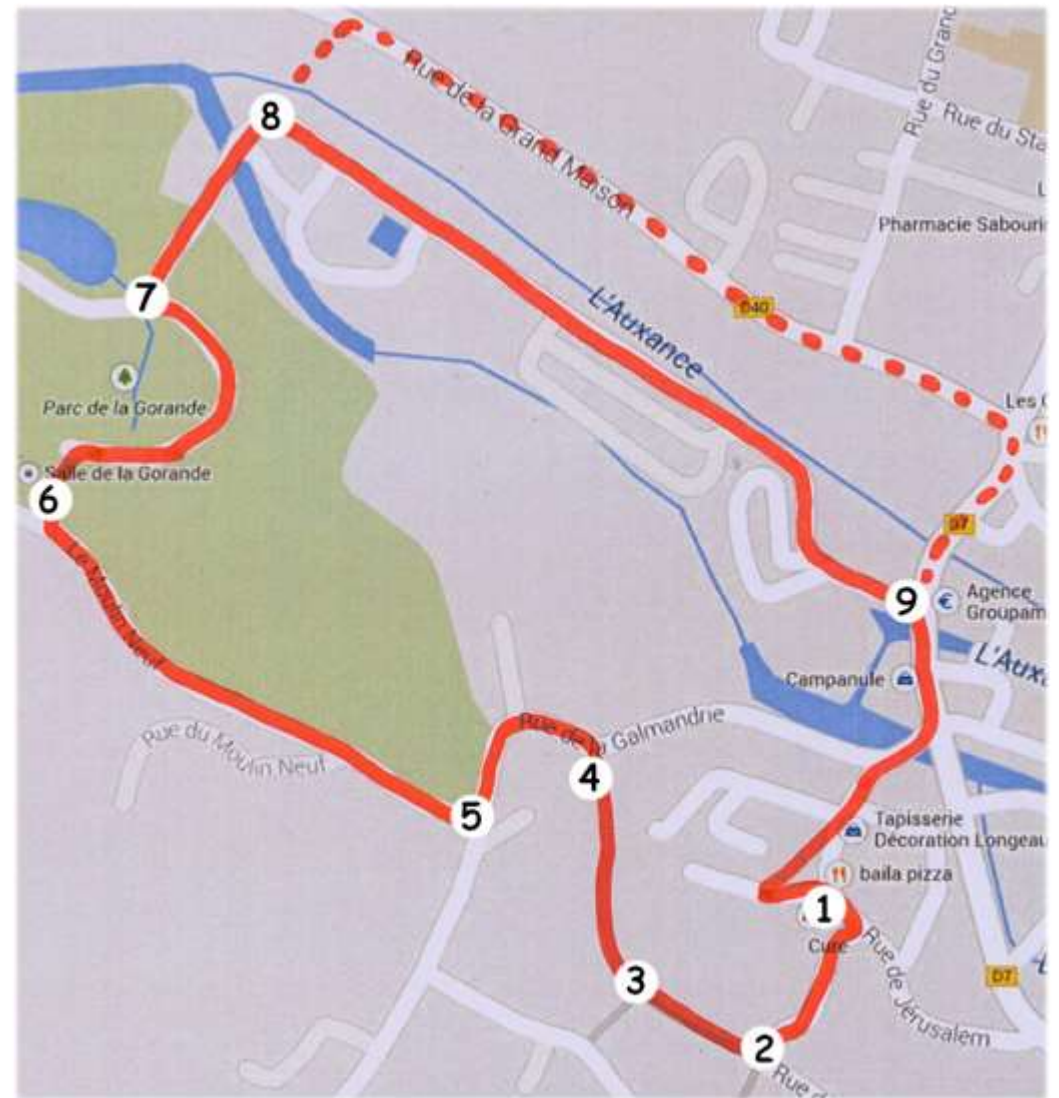 Rue de la Grand Maison
Rue du Grand
Rue du Sta
8
L
Pharmacie Sabouri
7
L'Auxance
D40
Parc de la Gorande
Les
Salle de la Gorande
6
D7
9
Agence
Groupam
Le Moulin Neuf
L'Aux
Campanule
Rue de la Galmandrie
Rue du Moulin Neuf
4
5
Tapisserie
Décoration Longeau
baila pizza
1
Curé
Rue de Jérusalem
D7
3
2
Rue d